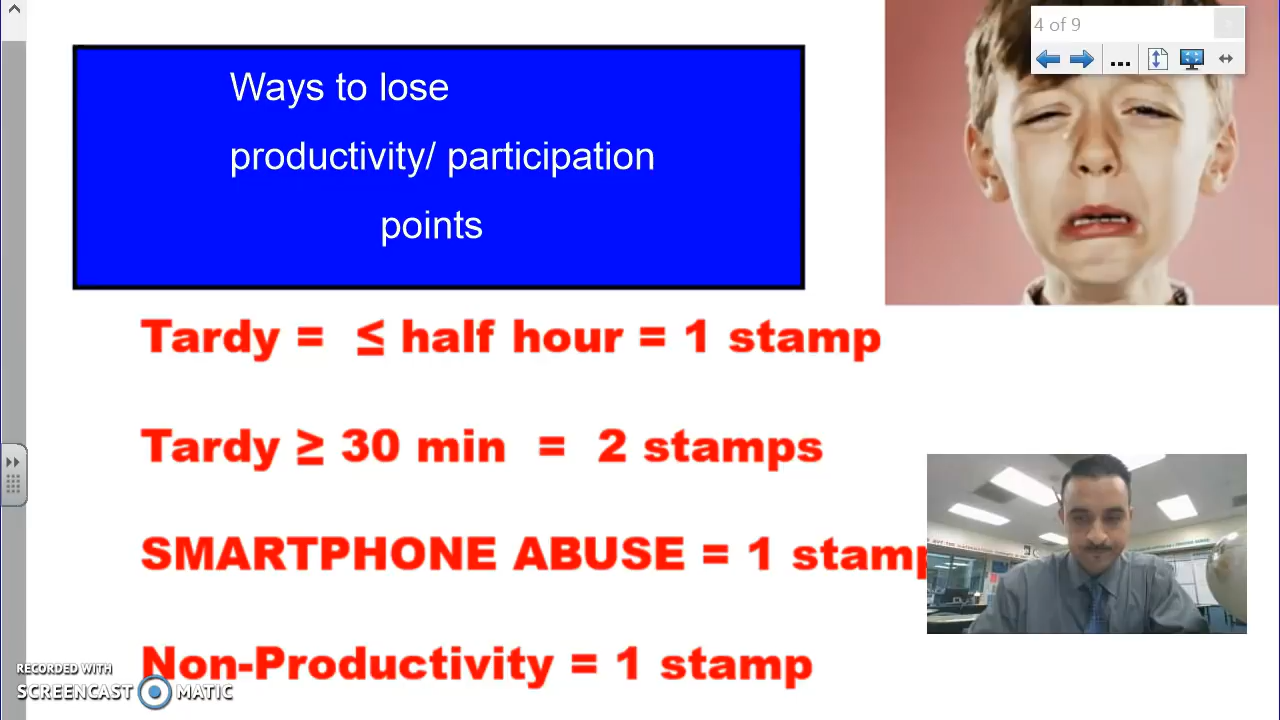 4 of 9
Ways to lose
productivity/ participation
points
Tardy = ≤ half hour = 1 stamp
Tardy ≥ 30 min = 2 stamps
SMARTPHONE ABUSE = 1 stamp
Non-Productivity = 1 stamp
RECORDED WITH
SCREENCAST MATIC